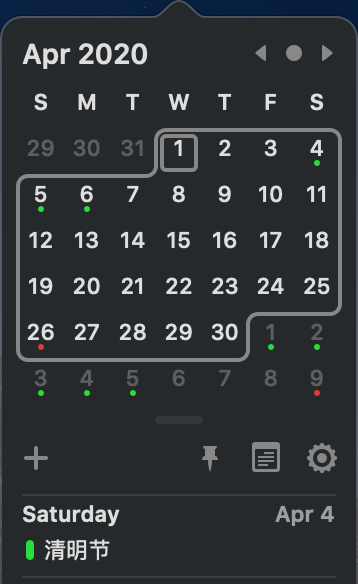 Apr 2020
S M T W T F S
29 30 31 1 2 3 4
5 6 7 8 9 10 11
12 13 14 15 16 17 18
19 20 21 22 23 24 25
26 27 28 29 30 1 2
3 4 5 6 7 8 9
Saturday Apr 4
清明节